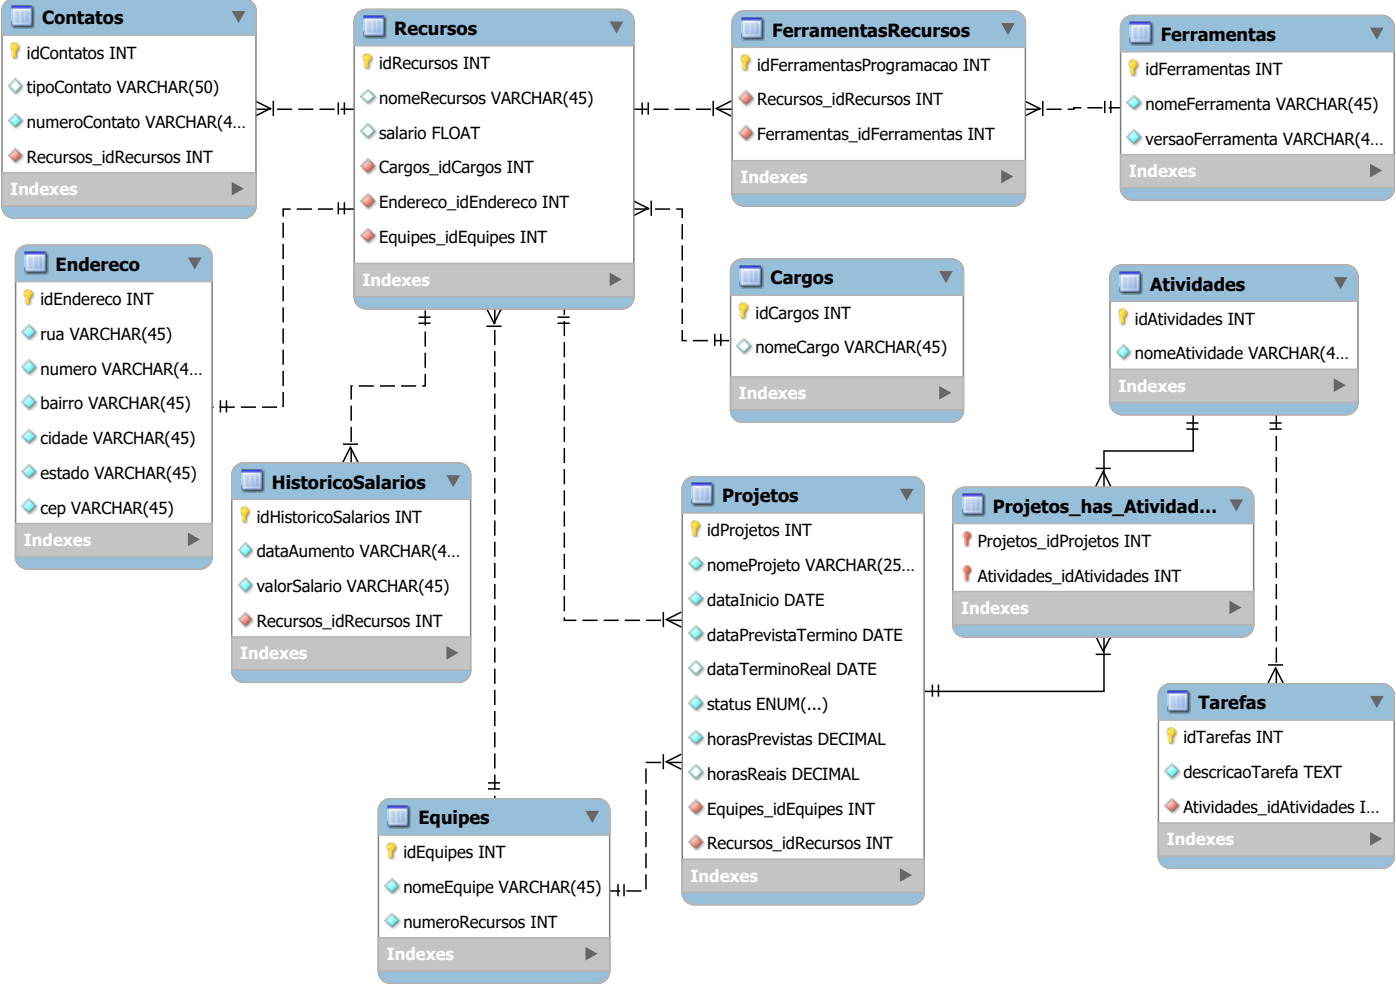 Contatos
idContatos INT
tipoContato VARCHAR(50)
numeroContato VARCHAR(4...
Recursos_idRecursos INT
Indexes
Recursos
idRecursos INT
nomeRecursos VARCHAR(45)
salario FLOAT
Cargos_idCargos INT
Endereco_idEndereco INT
Equipes_idEquipes INT
Indexes
FerramentasRecursos
idFerramentasProgramacao INT
Recursos_idRecursos INT
Ferramentas_idFerramentas INT
Indexes
Ferramentas
idFerramentas INT
nomeFerramenta VARCHAR(45)
versaoFerramenta VARCHAR(4...
Indexes
Endereco
idEndereco INT
rua VARCHAR(45)
numero VARCHAR(4...
bairro VARCHAR(45)
cidade VARCHAR(45)
estado VARCHAR(45)
cep VARCHAR(45)
Indexes
Cargos
idCargos INT
nomeCargo VARCHAR(45)
Indexes
Atividades
idAtividades INT
nomeAtividade VARCHAR(4...
Indexes
HistoricoSalarios
idHistoricoSalarios INT
dataAumento VARCHAR(4...
valorSalario VARCHAR(45)
Recursos_idRecursos INT
Indexes
Projetos
idProjetos INT
nomeProjeto VARCHAR(25...
dataInicio DATE
dataPrevistaTermino DATE
dataTerminoReal DATE
status ENUM(...)
horasPrevistas DECIMAL
horasReais DECIMAL
Equipes_idEquipes INT
Recursos_idRecursos INT
Indexes
Projetos_has_Atividad...
Projetos_idProjetos INT
Atividades_idAtividades INT
Indexes
Tarefas
idTarefas INT
descricaoTarefa TEXT
Atividades_idAtividades I...
Indexes
Equipes
idEquipes INT
nomeEquipe VARCHAR(45)
numeroRecursos INT
Indexes